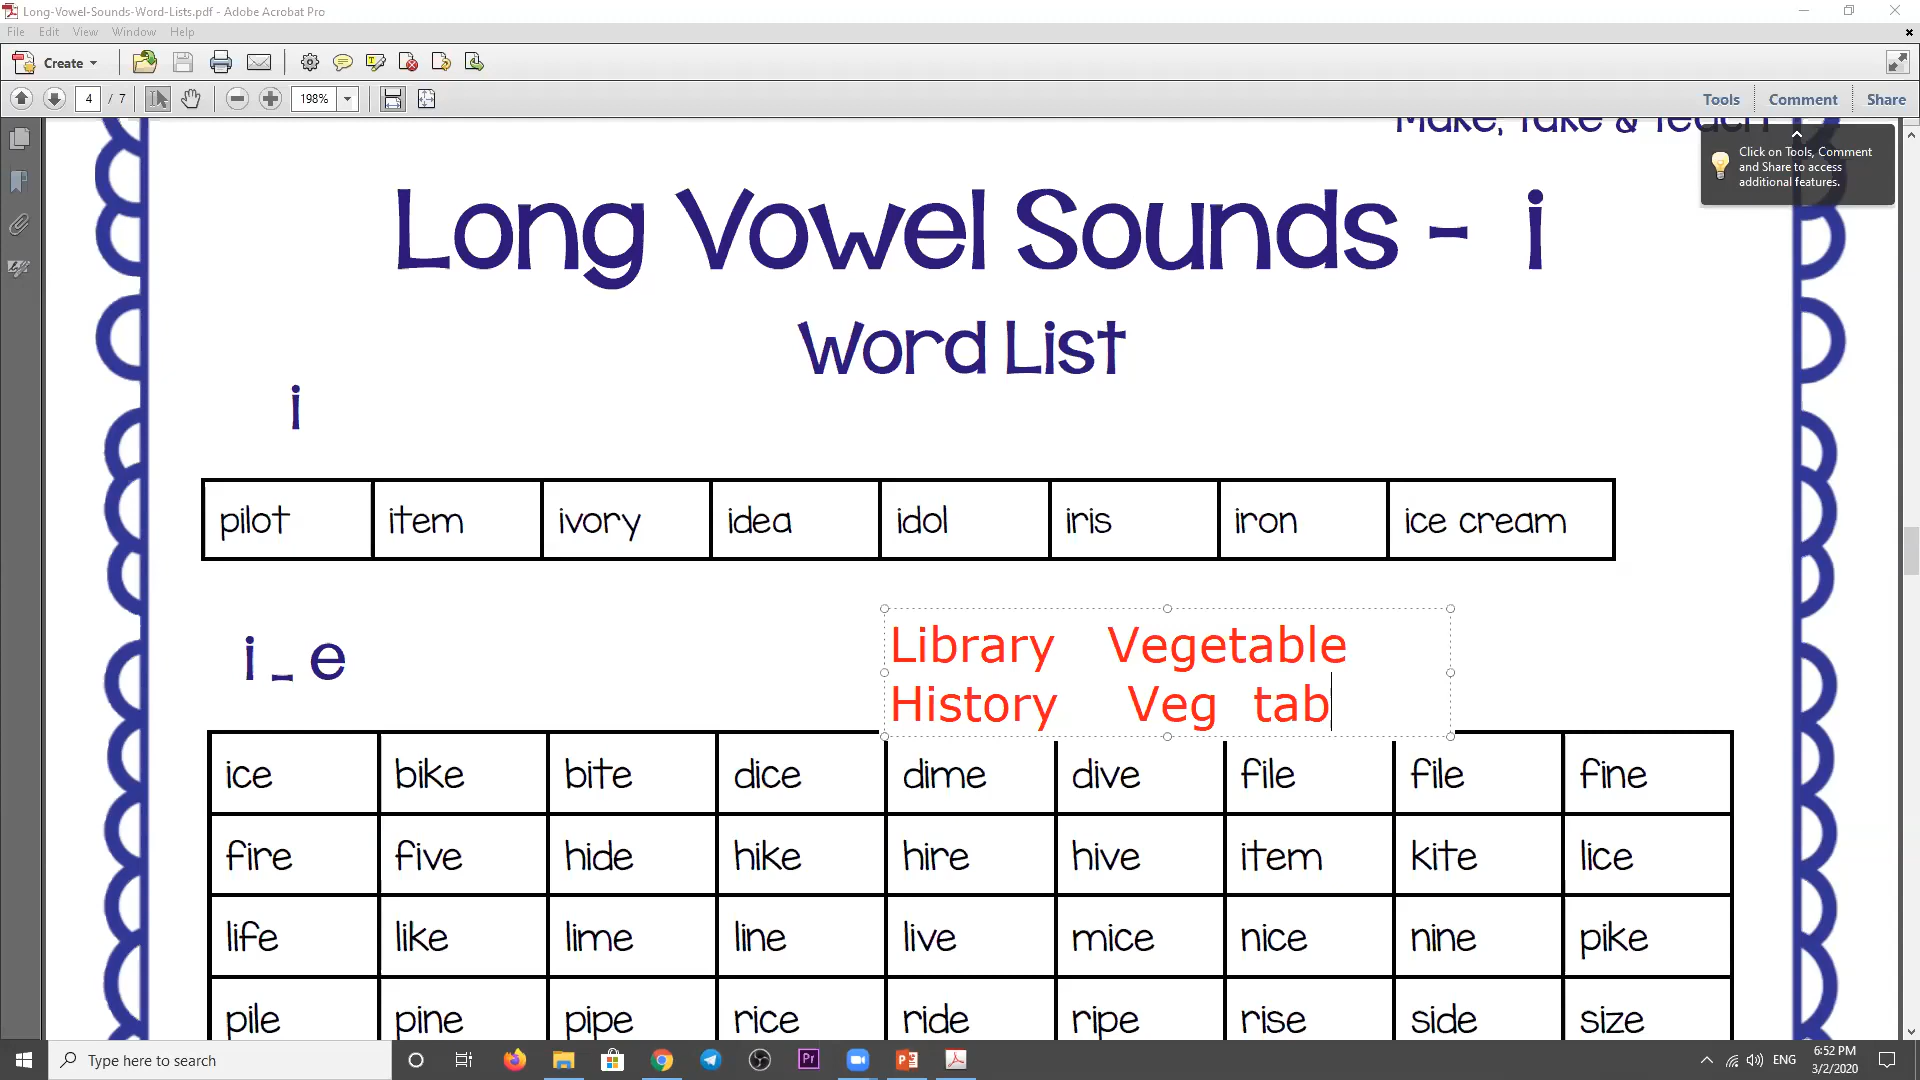 Long-Vowel-Sounds-Word-Lists.pdf - Adobe Acrobat Pro
File Edit View Window Help
Create
4 / 7 198% Tools Comment Share
Make, Take & Teach
Click on Tools, Comment
and Share to access
additional features.
Long Vowel Sounds - i
Word List
i
pilot item ivory idea idol iris iron ice cream
i_e
Library Vegetable
History Veg tab
ice bike bite dice dime dive file file fine
fire five hide hike hire hive item kite lice
life like lime line live mice nice nine pike
pile pine pipe rice ride ripe rise side size
Type here to search
Pr
ENG
6:52 PM
3/2/2020